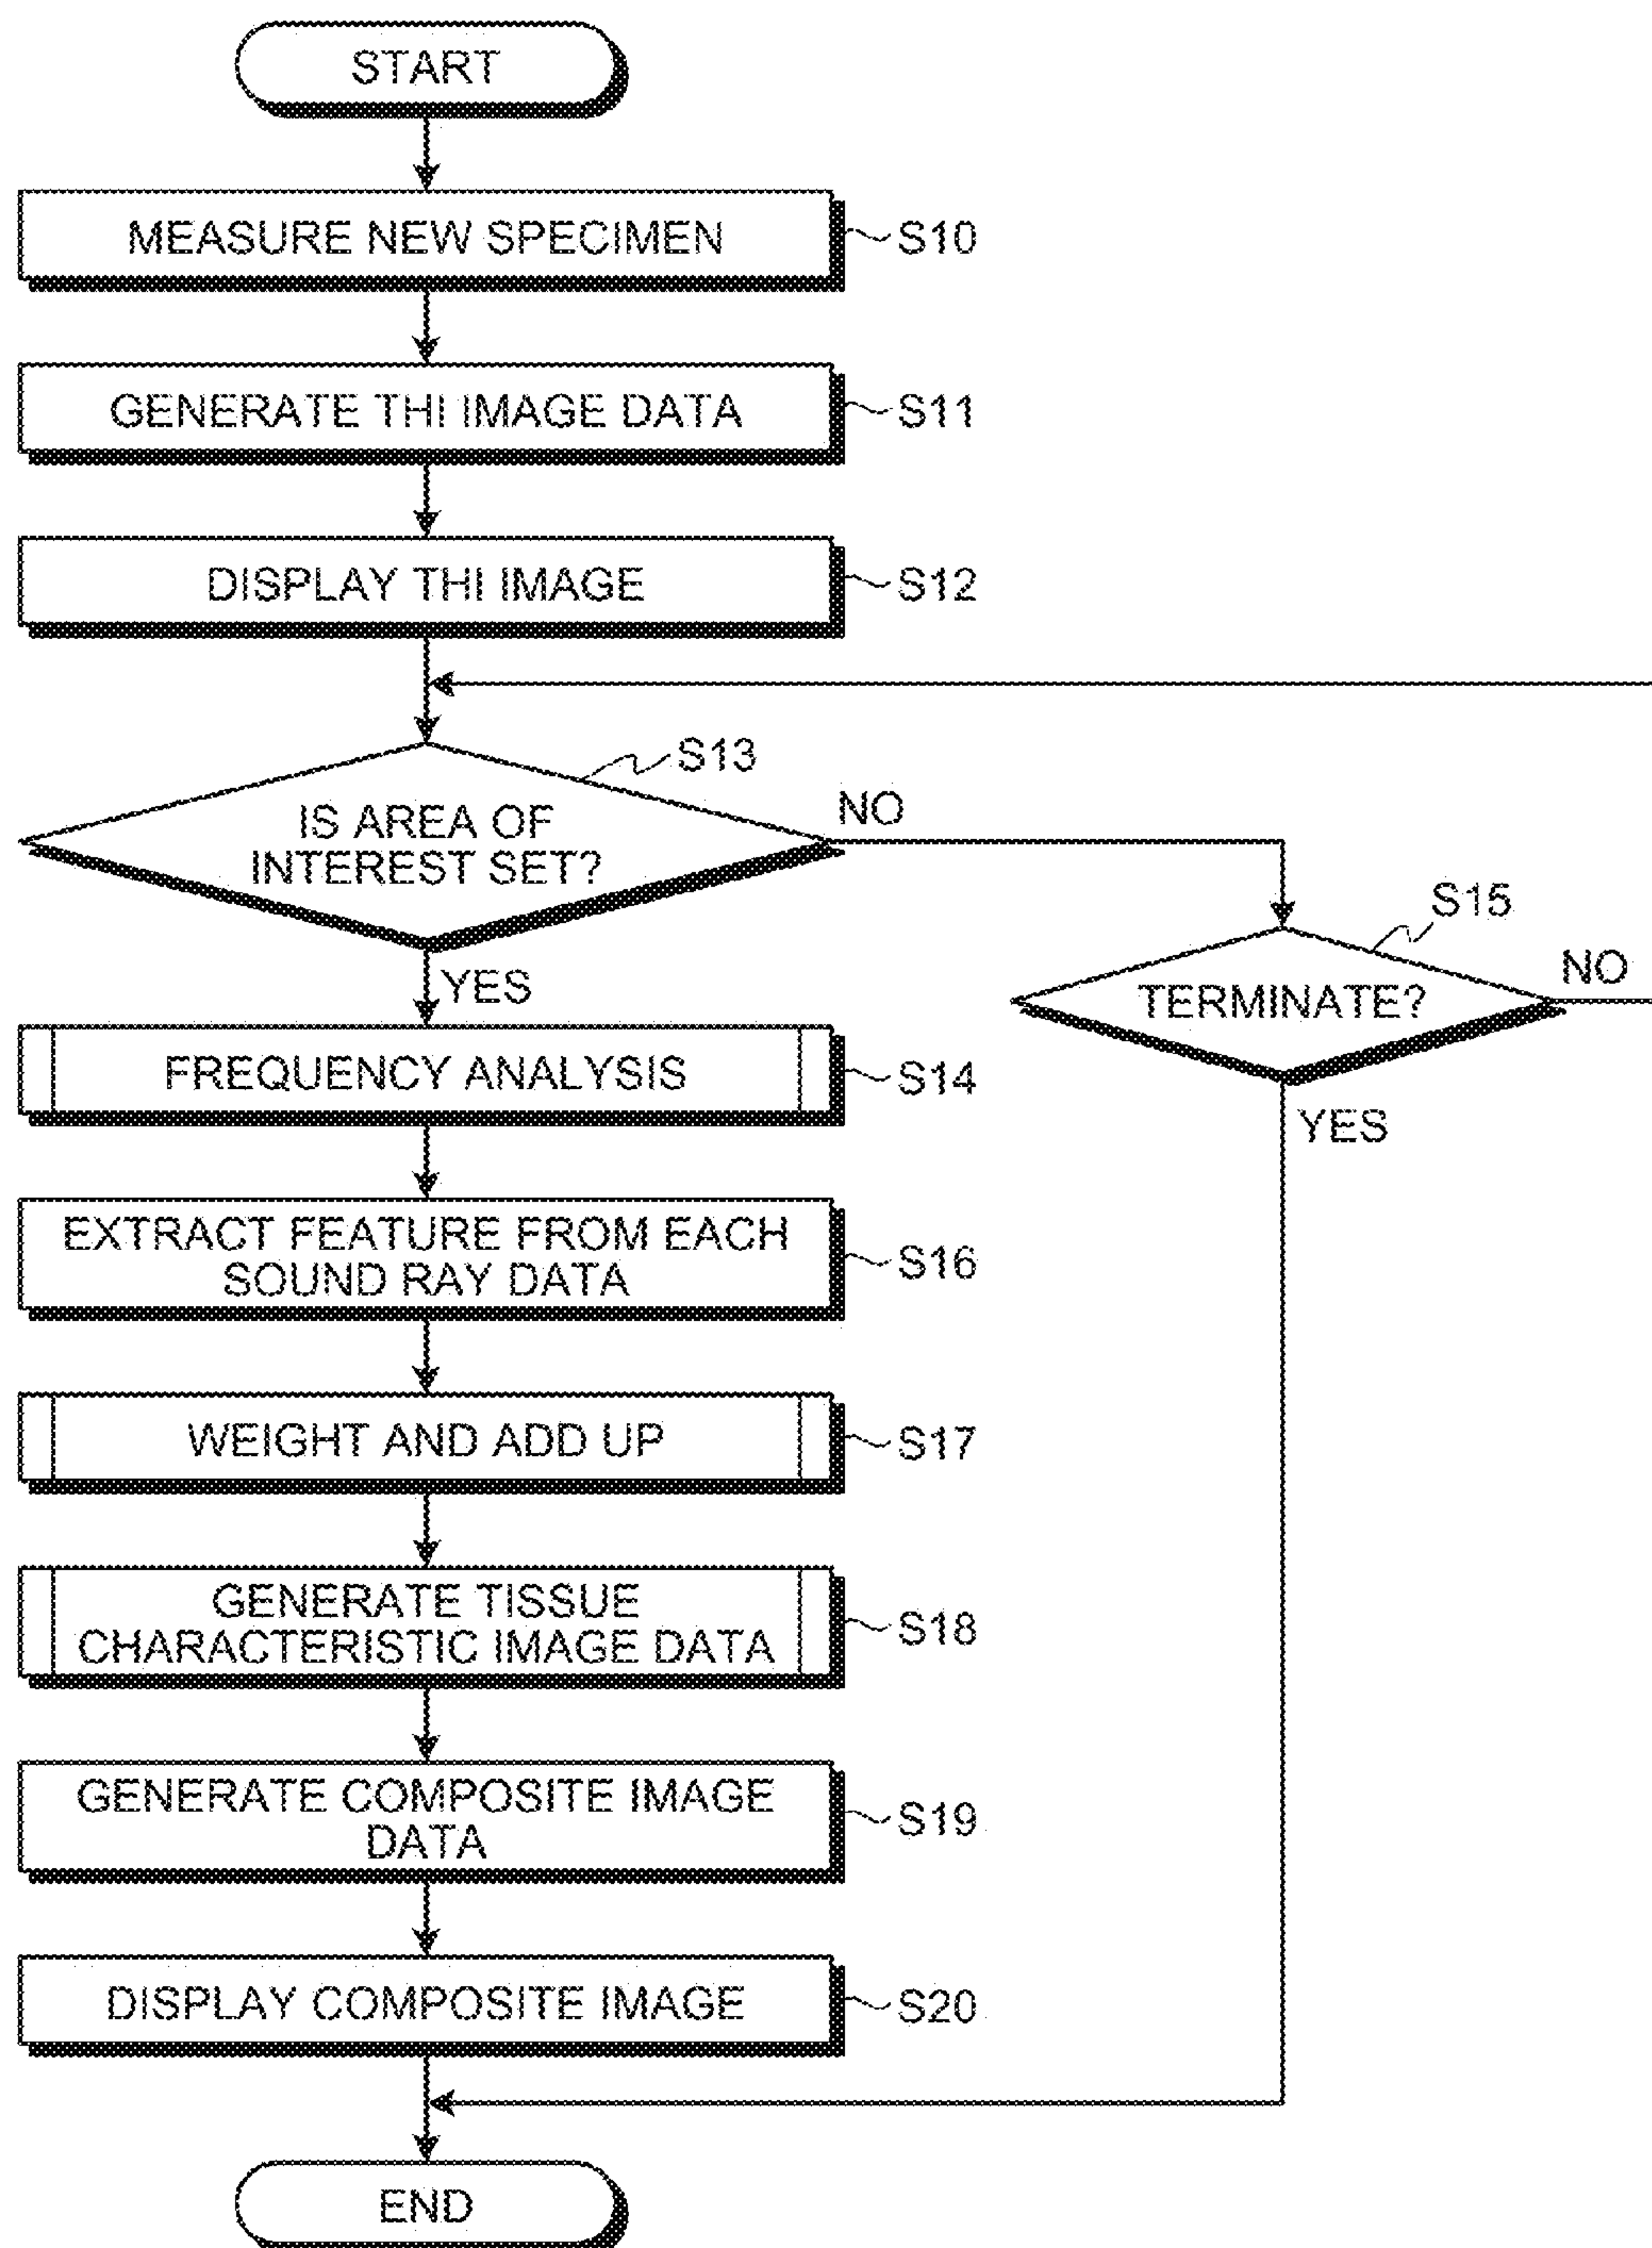 START
MEASURE NEW SPECIMEN
S10
GENERATE THI IMAGE DATA
S11
DISPLAY THI IMAGE
S12
S13
IS AREA OF
INTEREST SET?
NO
YES
S15
TERMINATE?
NO
YES
FREQUENCY ANALYSIS
S14
EXTRACT FEATURE FROM EACH
SOUND RAY DATA
S16
WEIGHT AND ADD UP
S17
GENERATE TISSUE
CHARACTERISTIC IMAGE DATA
S18
GENERATE COMPOSITE IMAGE
DATA
S19
DISPLAY COMPOSITE IMAGE
S20
END